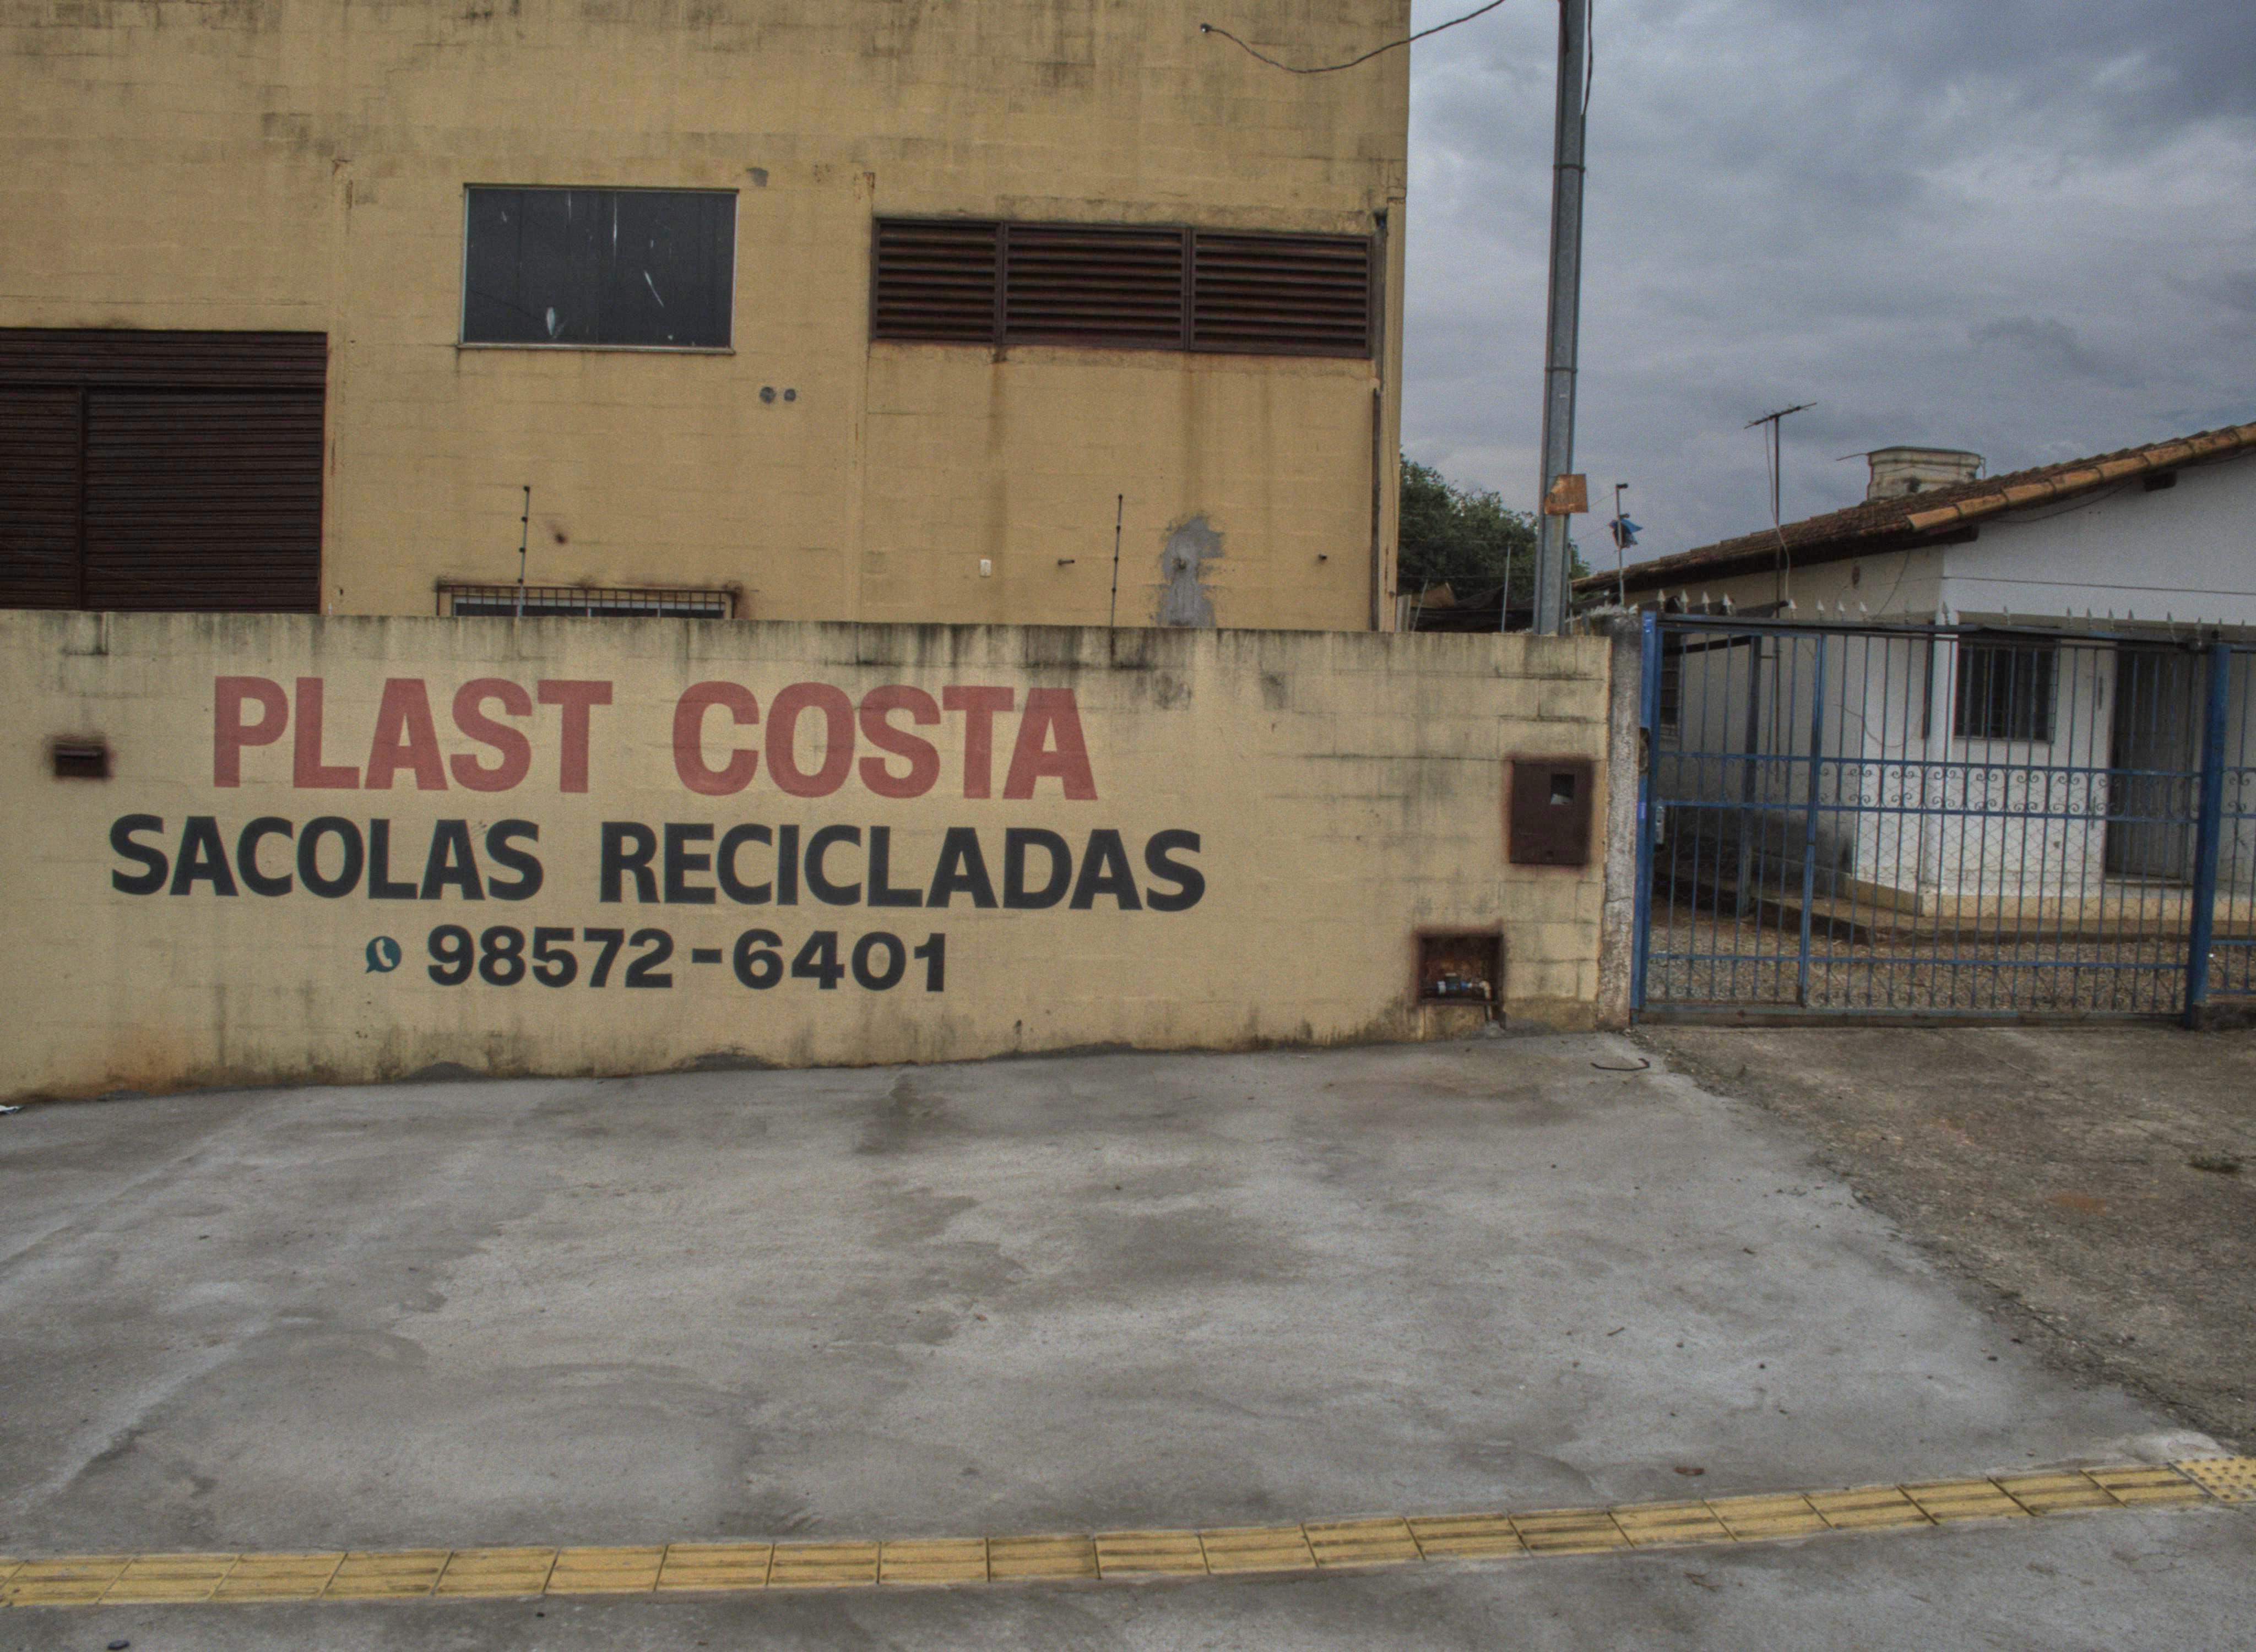 PLAST COSTA
SACOLAS RECICLADAS
98572-6401